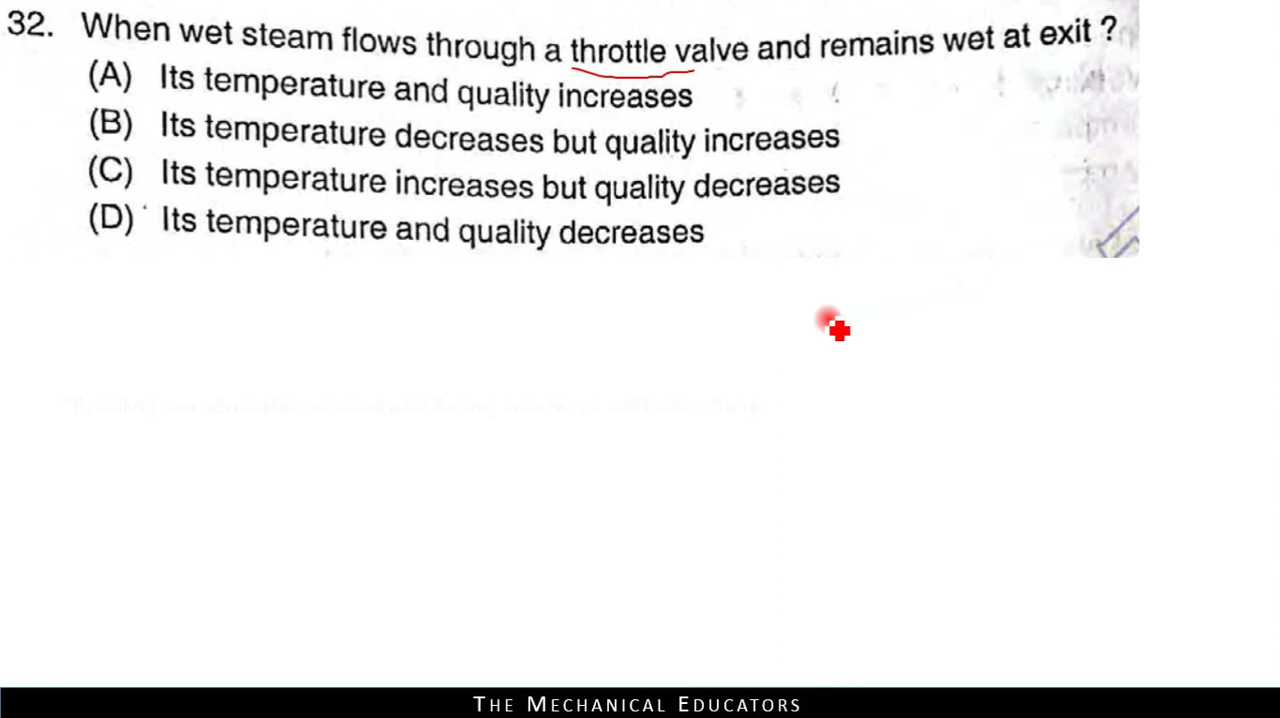 32. When wet steam flows through a throttle valve and remains wet at exit ?
(A) Its temperature and quality increases
(B) Its temperature decreases but quality increases
(C) Its temperature increases but quality decreases
(D) Its temperature and quality decreases
THE MECHANICAL EDUCATORS